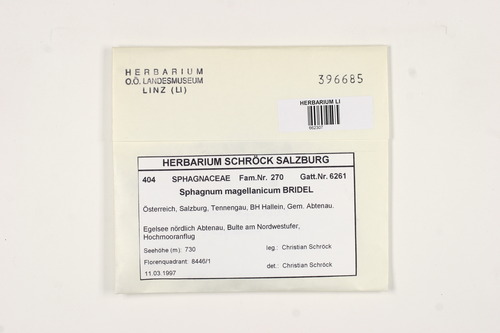 HERBARIUM
O.Ö. LANDESMUSEUM
LINZ (LI)
396685
HERBARIUM LI
662307
HERBARIUM SCHRÖCK SALZBURG
404 SPHAGNACEAE Fam.Nr. 270 Gatt.Nr. 6261
Sphagnum magellanicum BRIDEL
Österreich, Salzburg, Tennengau, BH Hallein, Gem. Abtenau.
Egelsee nördlich Abtenau, Bulte am Nordwestufer,
Hochmooranflug
Seehöhe (m): 730 leg.: Christian Schröck
Florenquadrant: 8446/1 det.: Christian Schröck
11.03.1997